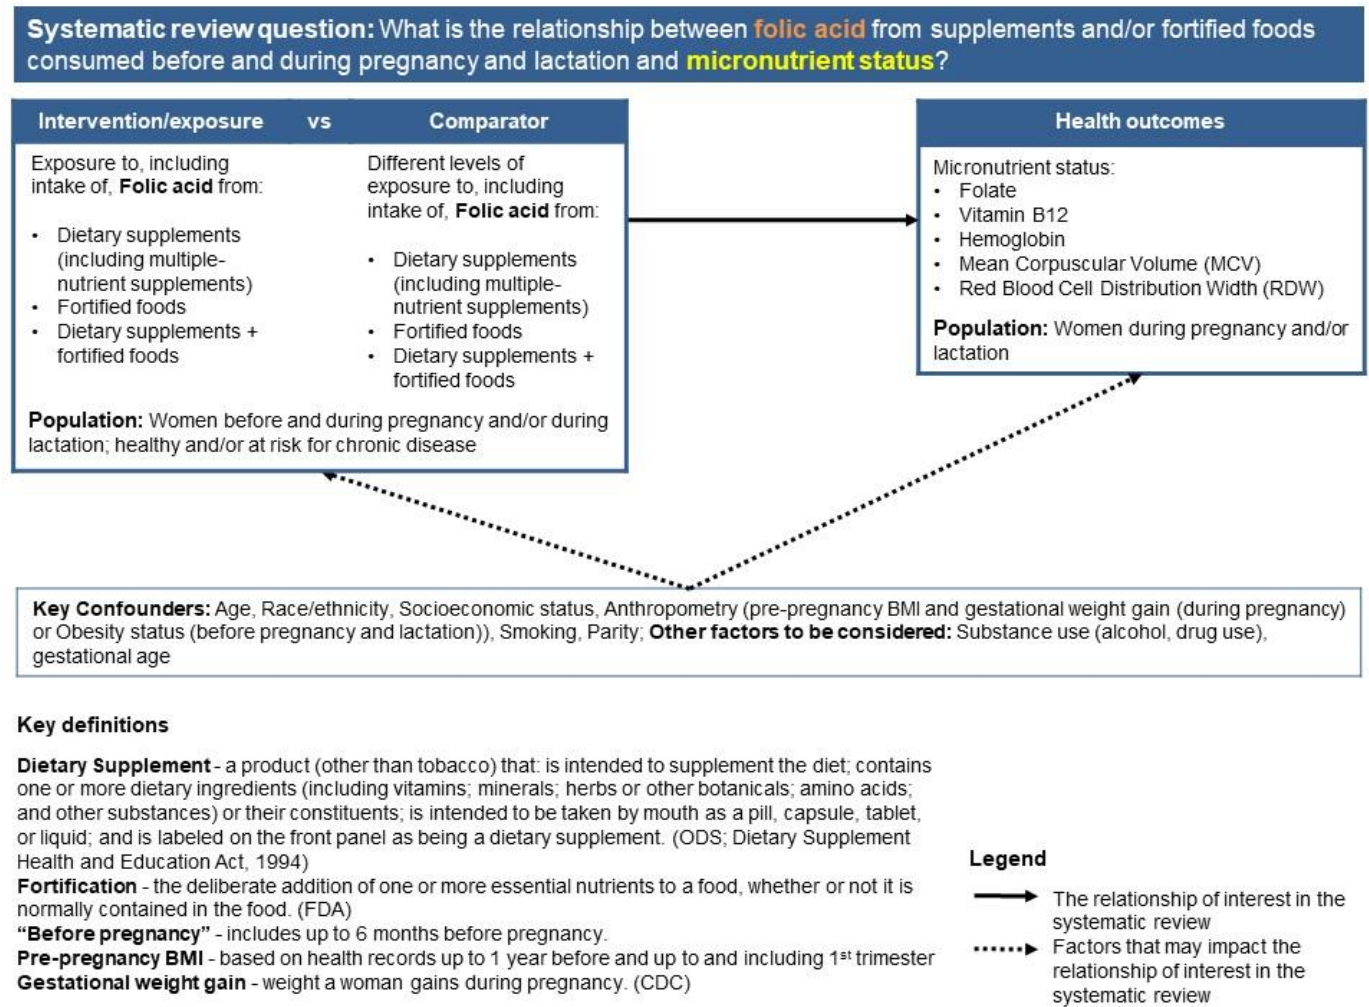 Systematic review question: What is the relationship between folic acid from supplements and/or fortified foods
consumed before and during pregnancy and lactation and micronutrient status?
Intervention/exposure vs Comparator
Exposure to, including
intake of, Folic acid from:
• Dietary supplements
(including multiple-
nutrient supplements)
• Fortified foods
• Dietary supplements +
fortified foods
Different levels of
exposure to, including
intake of, Folic acid from:
• Dietary supplements
(including multiple-
nutrient supplements)
• Fortified foods
• Dietary supplements +
fortified foods
Population: Women before and during pregnancy and/or during
lactation; healthy and/or at risk for chronic disease
Health outcomes
Micronutrient status:
• Folate
• Vitamin B12
• Hemoglobin
• Mean Corpuscular Volume (MCV)
• Red Blood Cell Distribution Width (RDW)
Population: Women during pregnancy and/or
lactation
Key Confounders: Age, Race/ethnicity, Socioeconomic status, Anthropometry (pre-pregnancy BMI and gestational weight gain (during pregnancy)
or Obesity status (before pregnancy and lactation)), Smoking, Parity; Other factors to be considered: Substance use (alcohol, drug use),
gestational age
Key definitions
Dietary Supplement - a product (other than tobacco) that: is intended to supplement the diet; contains
one or more dietary ingredients (including vitamins; minerals; herbs or other botanicals; amino acids;
and other substances) or their constituents; is intended to be taken by mouth as a pill, capsule, tablet,
or liquid; and is labeled on the front panel as being a dietary supplement. (ODS; Dietary Supplement
Health and Education Act, 1994)
Fortification - the deliberate addition of one or more essential nutrients to a food, whether or not it is
normally contained in the food. (FDA)
“Before pregnancy” - includes up to 6 months before pregnancy.
Pre-pregnancy BMI - based on health records up to 1 year before and up to and including 1st trimester
Gestational weight gain - weight a woman gains during pregnancy. (CDC)
Legend
The relationship of interest in the
systematic review
Factors that may impact the
relationship of interest in the
systematic review